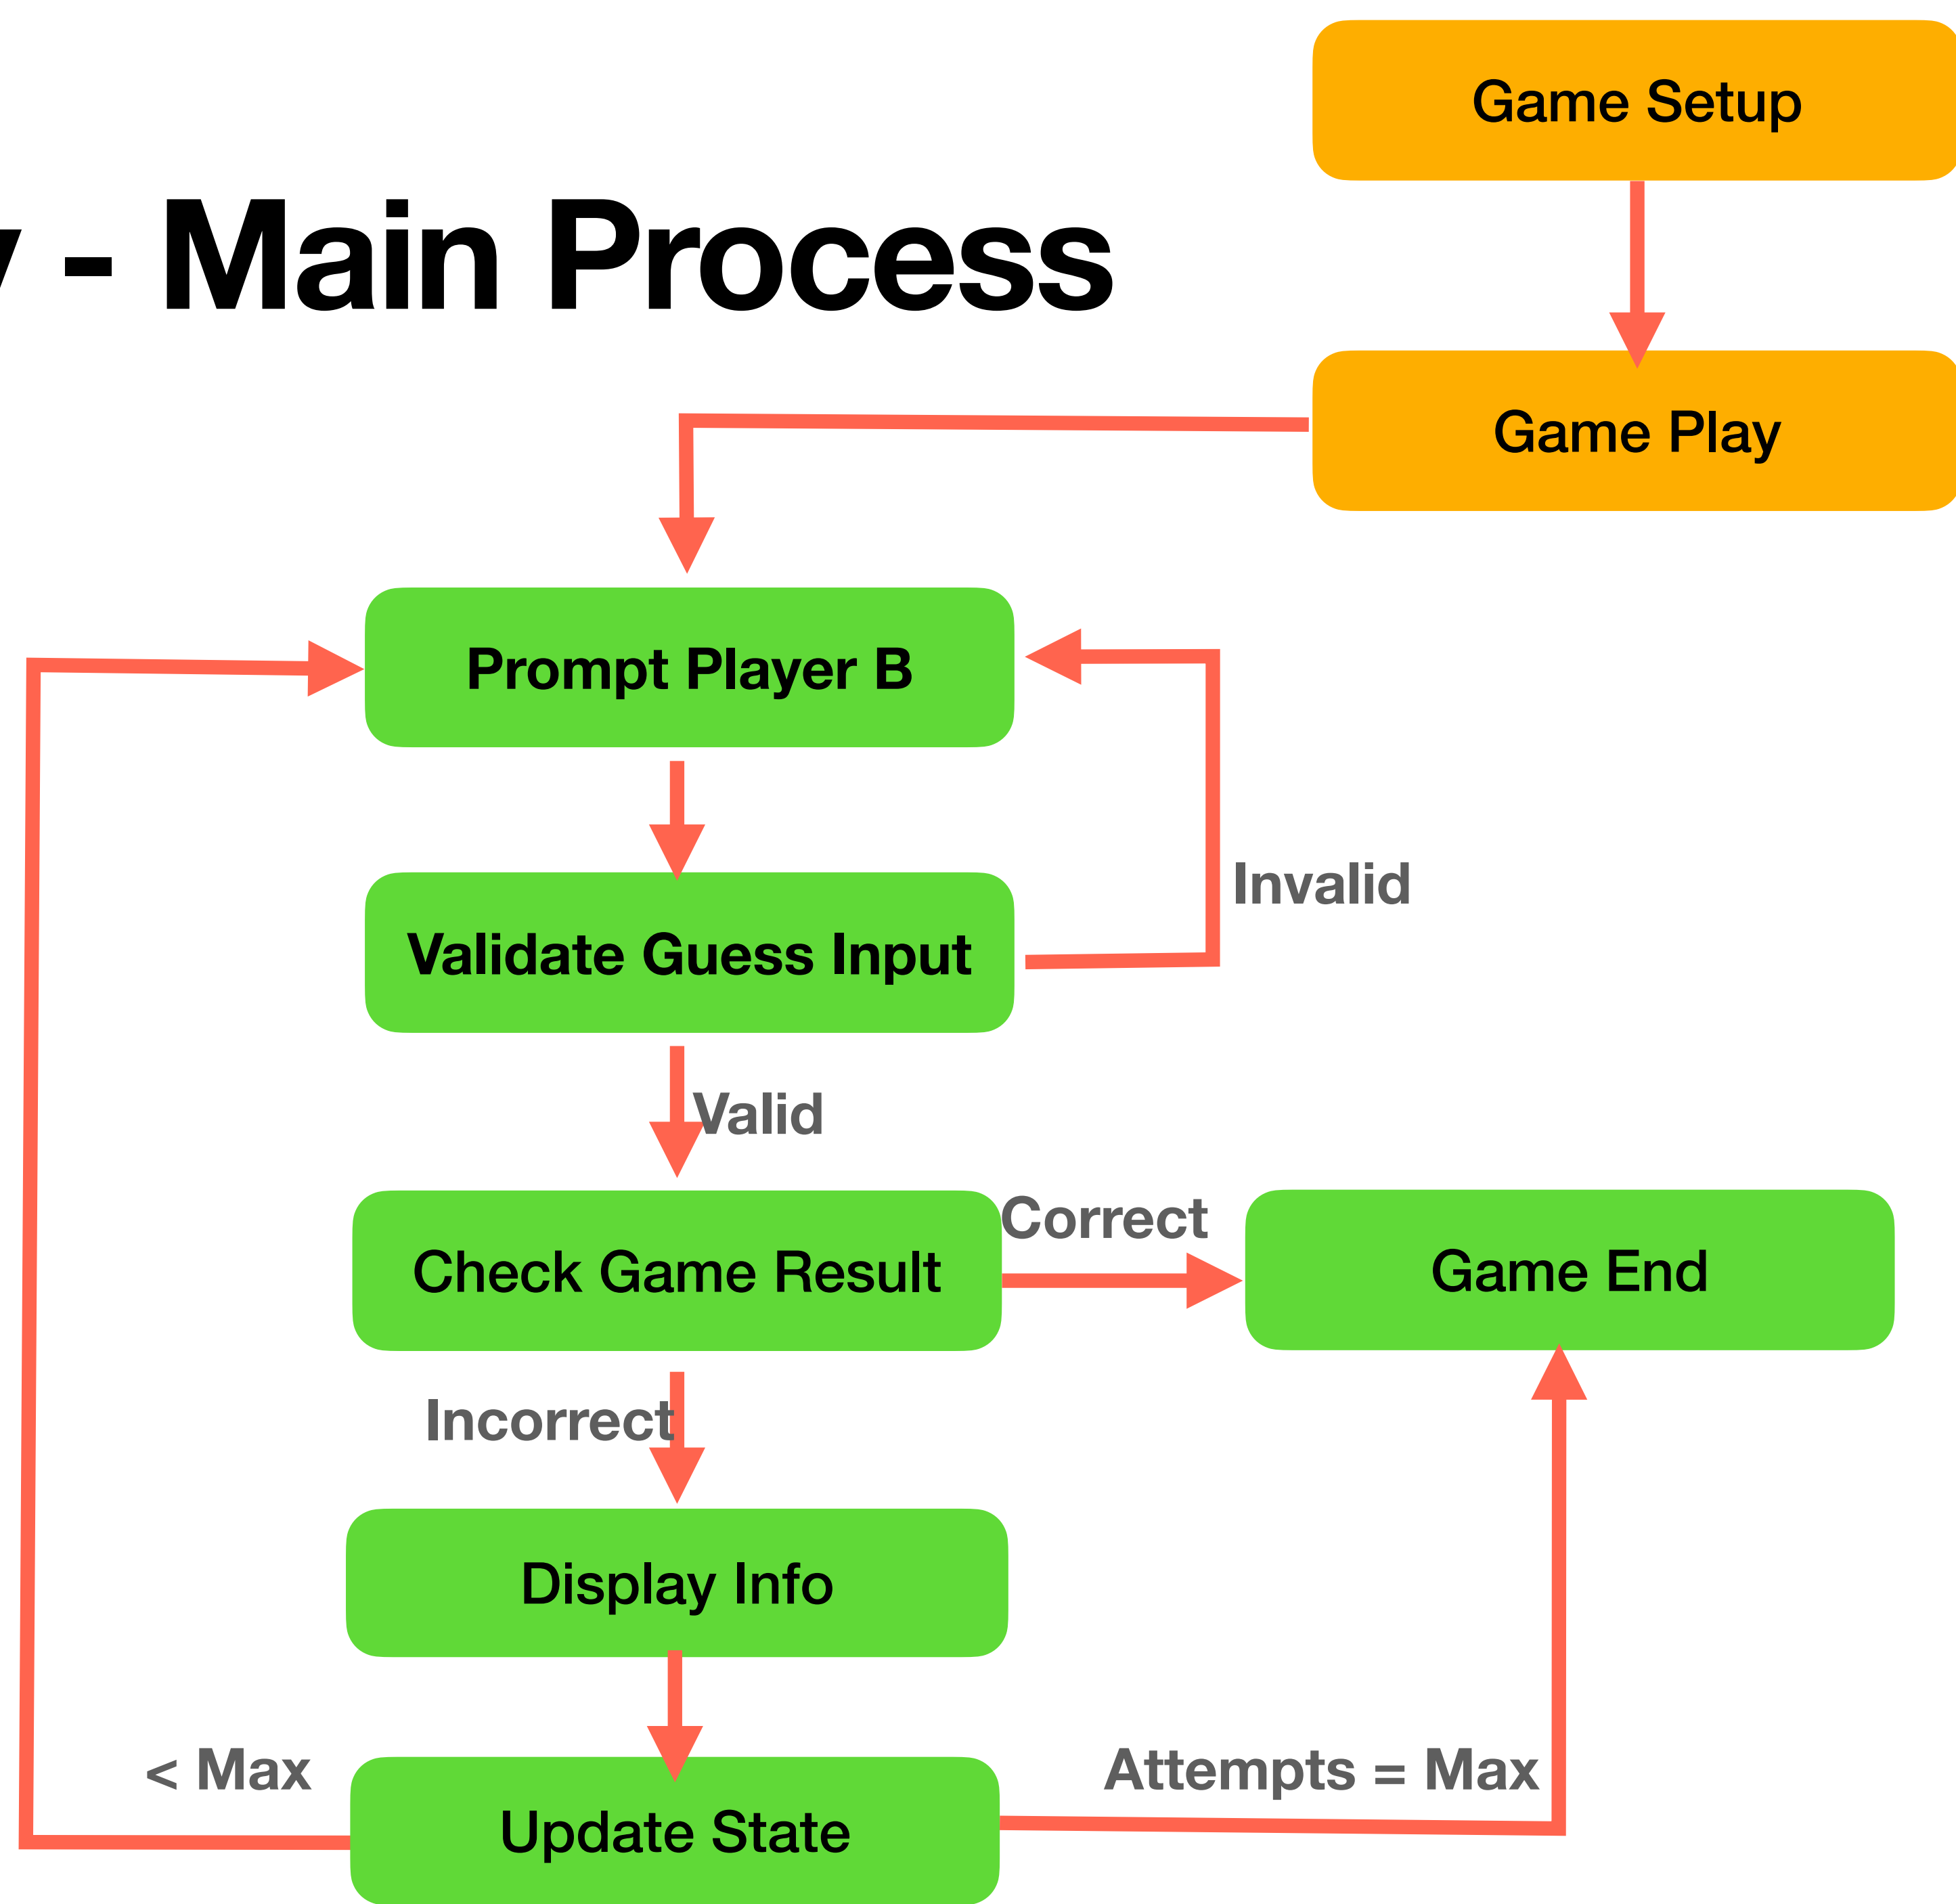 Game Setup
- Main Process
Game Play
Prompt Player B
Invalid
Validate Guess Input
Valid
Correct
Check Game Result
Game End
Incorrect
Display Info
< Max
Attempts = Max
Update State